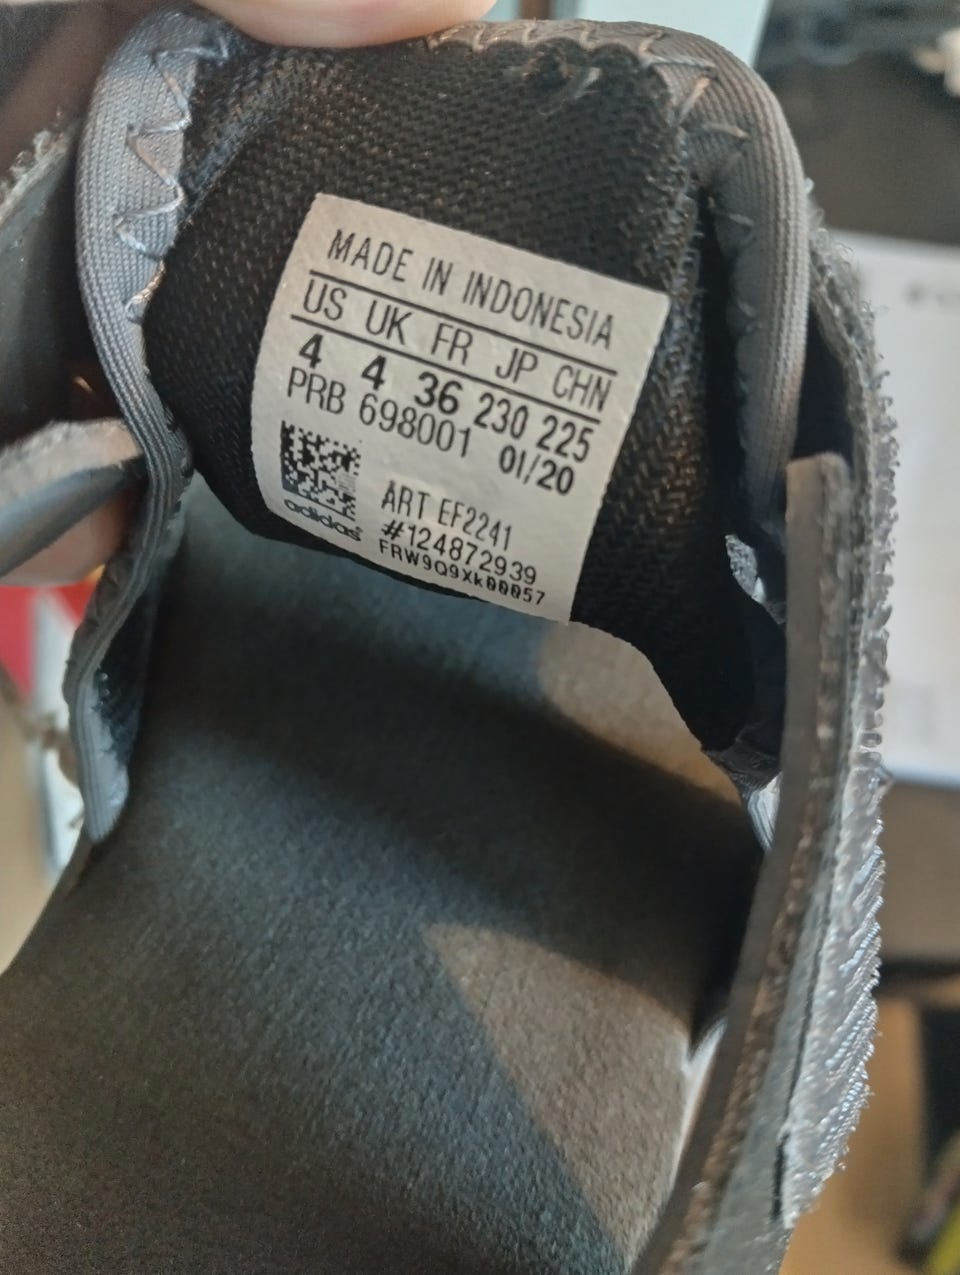 MADE IN INDONESIA
US UK FR JP CHN
4 4 36 230 225
PRB 698001 01/20
ART EF2241
#124872939
FRW9Q9Xk00057
adidas